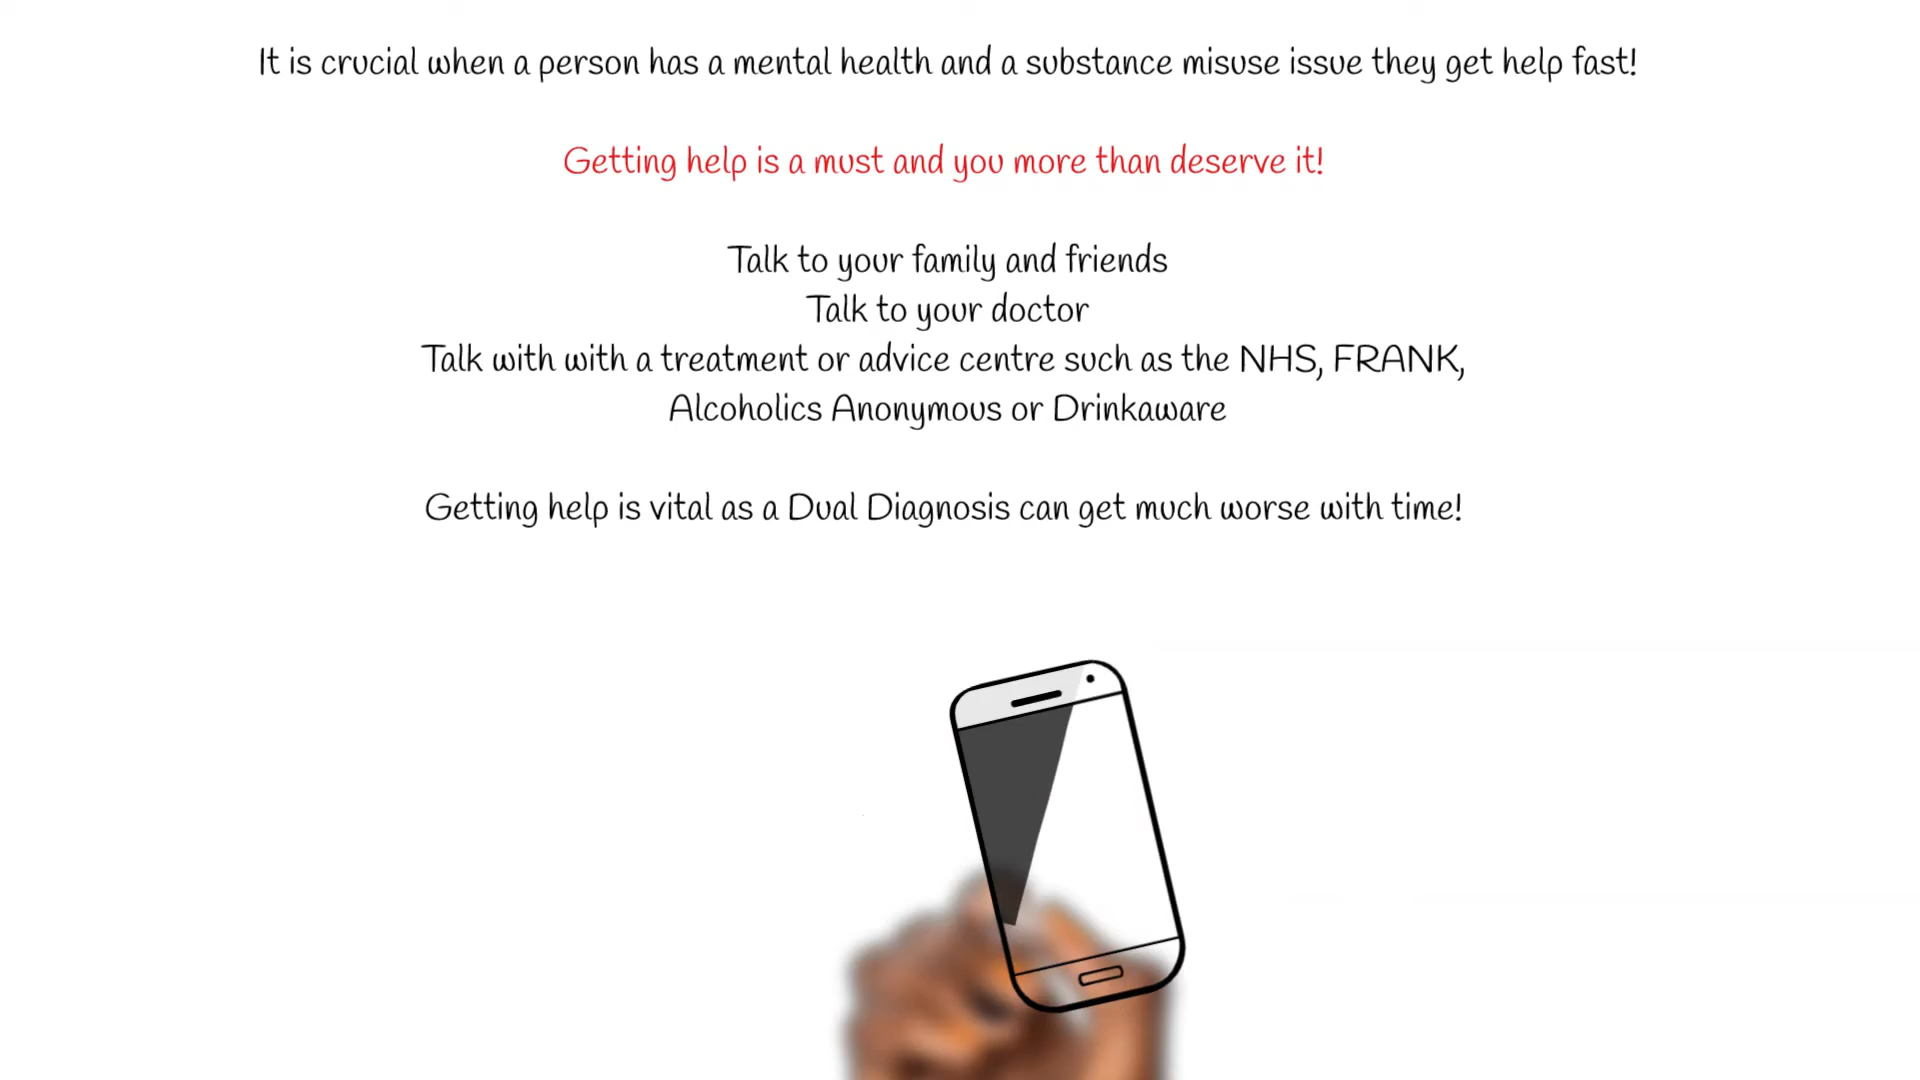 It is crucial when a person has a mental health and a substance misuse issue they get help fast!
Getting help is a must and you more than deserve it!
Talk to your family and friends
Talk to your doctor
Talk with with a treatment or advice centre such as the NHS, FRANK,
Alcoholics Anonymous or Drinkaware
Getting help is vital as a Dual Diagnosis can get much worse with time!